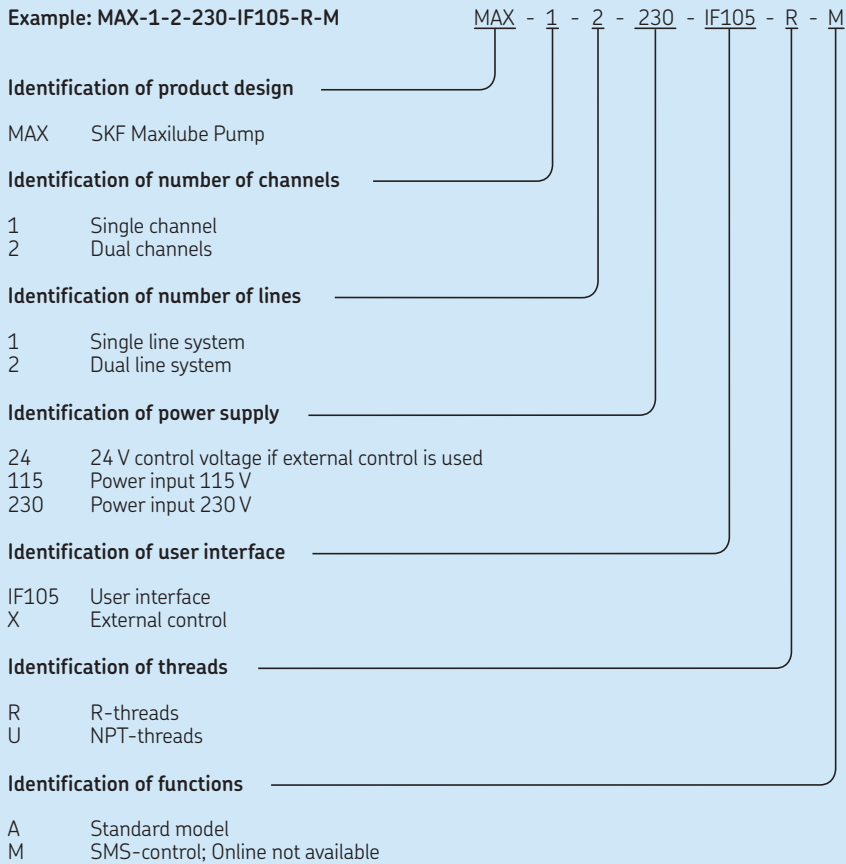 Example: MAX-1-2-230-IF105-R-M MAX - 1 - 2 - 230 - IF105 - R - M
Identification of product design
MAX SKF Maxilube Pump
Identification of number of channels
1 Single channel
2 Dual channels
Identification of number of lines
1 Single line system
2 Dual line system
Identification of power supply
24 24 V control voltage if external control is used
115 Power input 115 V
230 Power input 230 V
Identification of user interface
IF105 User interface
X External control
Identification of threads
R R-threads
U NPT-threads
Identification of functions
A Standard model
M SMS-control; Online not available